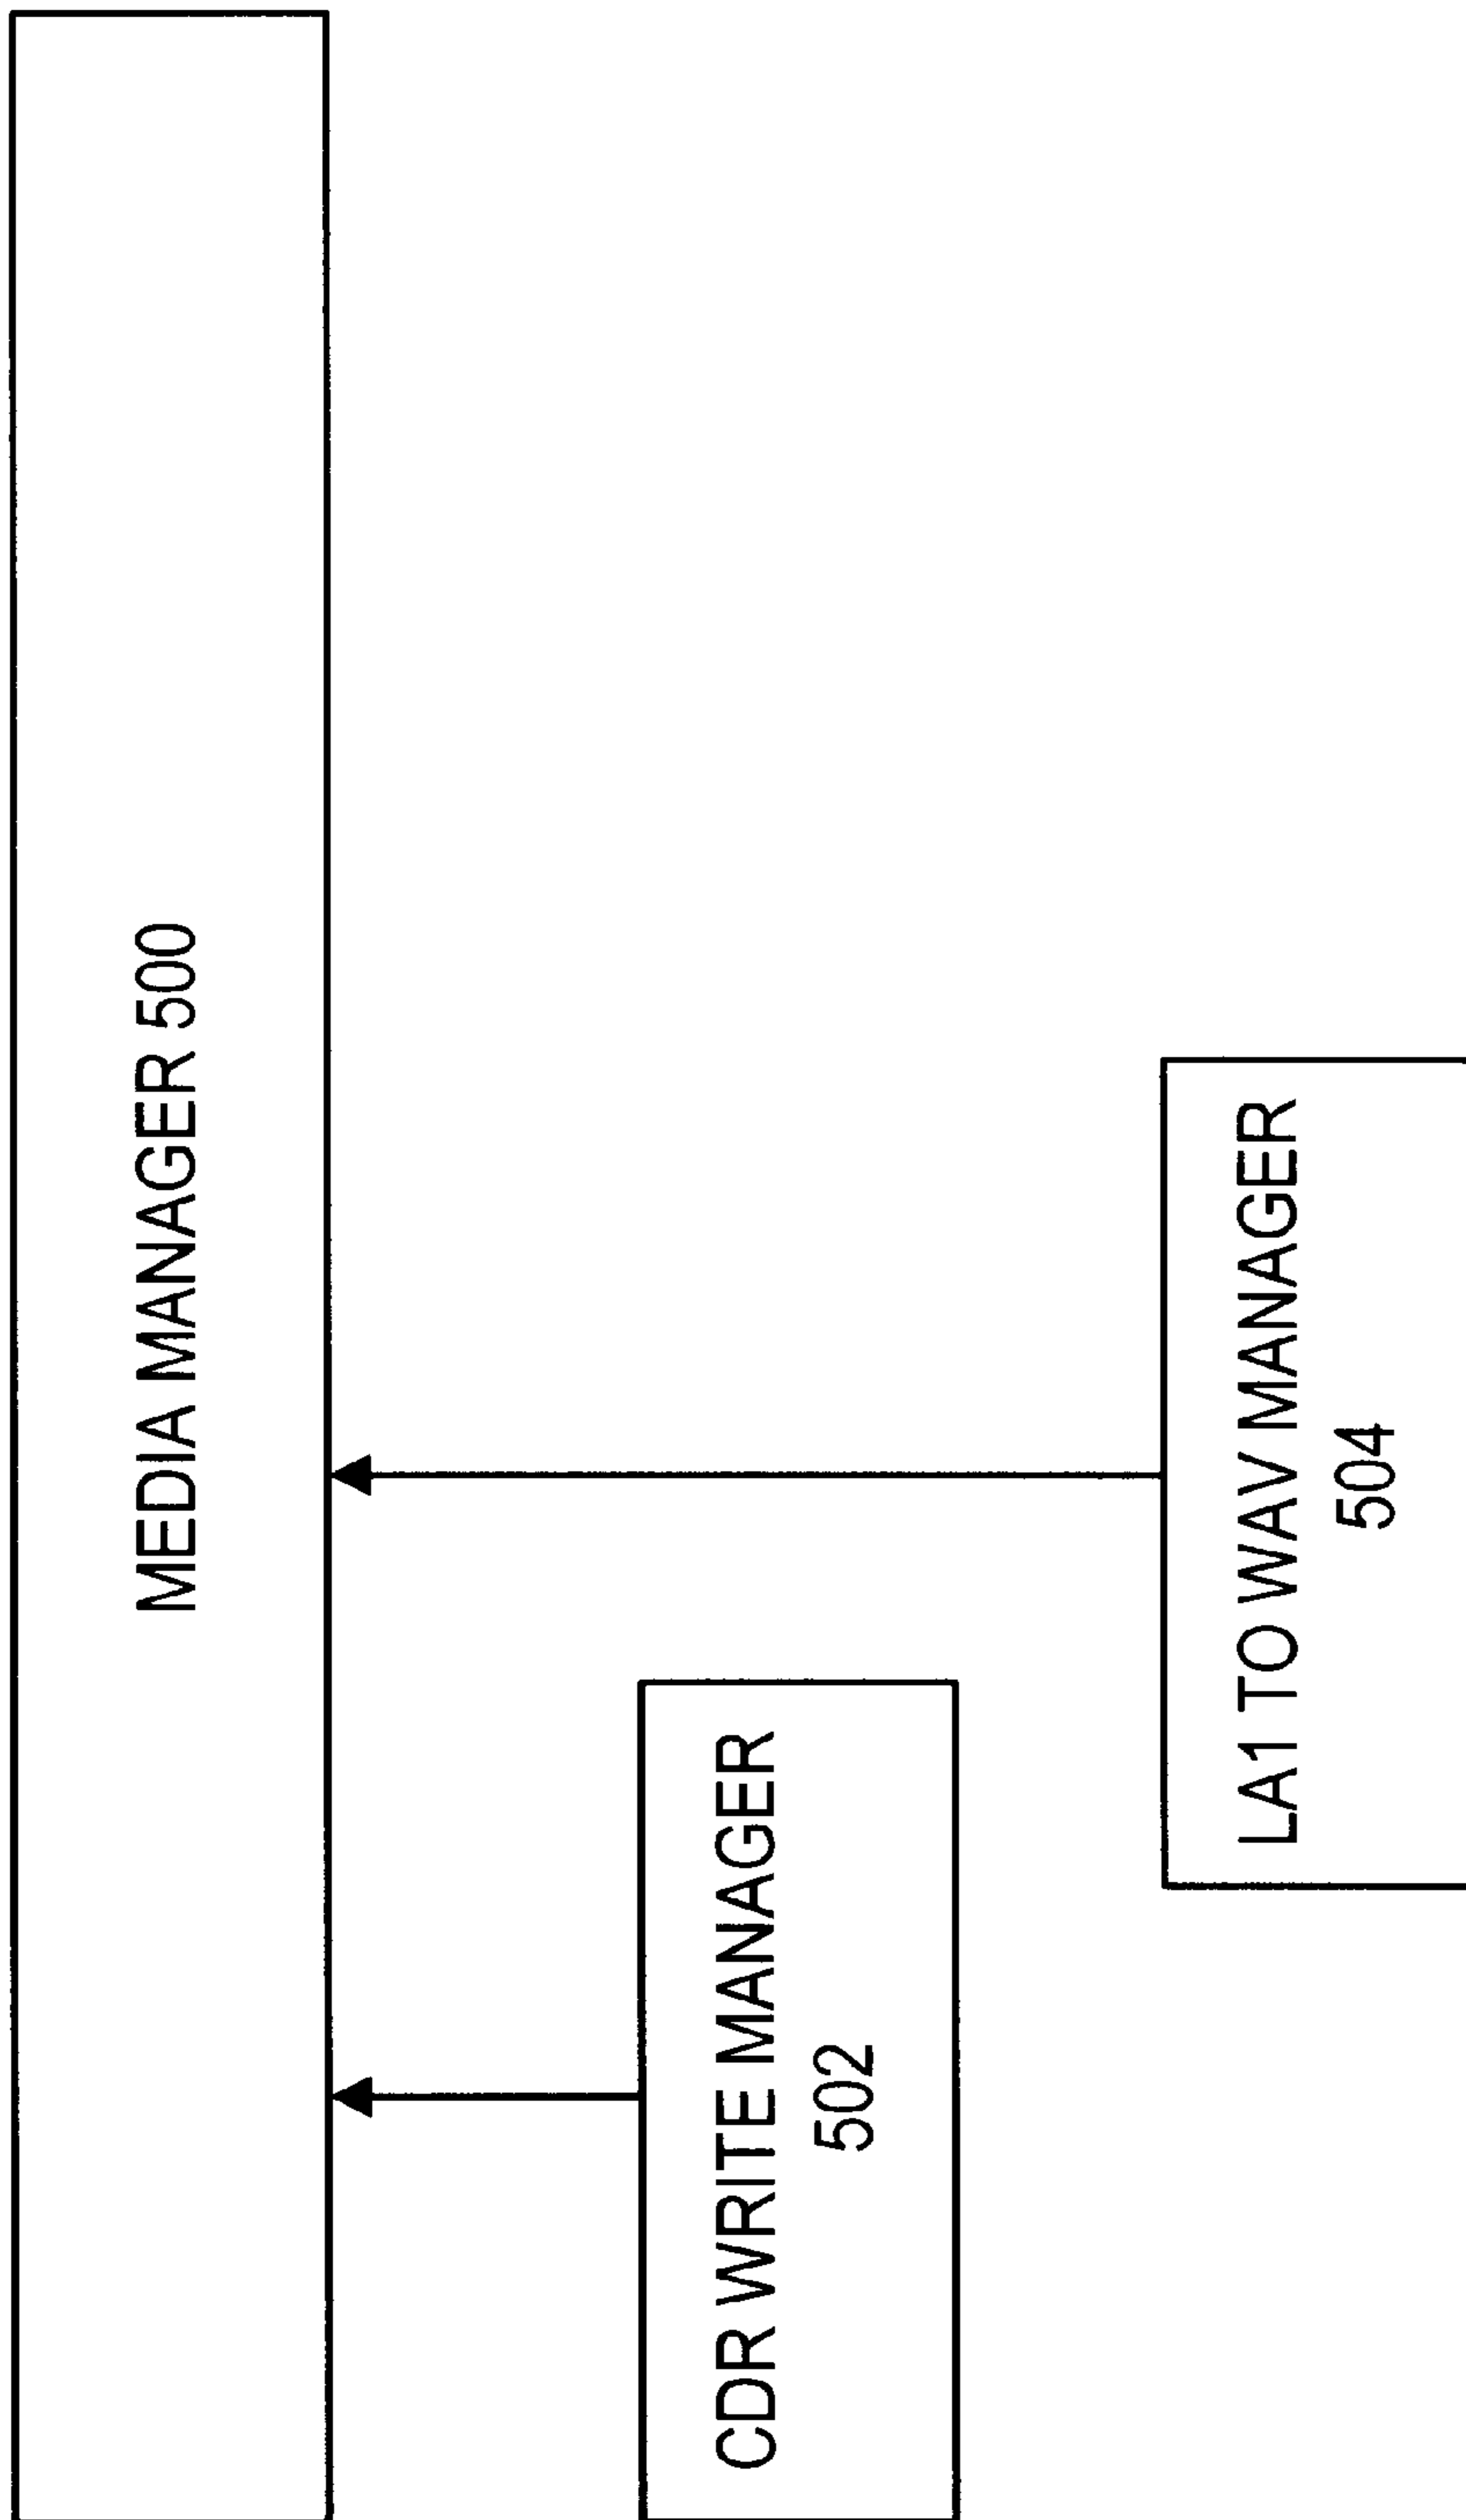 MEDIA MANAGER 500
CDR WRITE MANAGER
502
LA1 TO WAV MANAGER
504